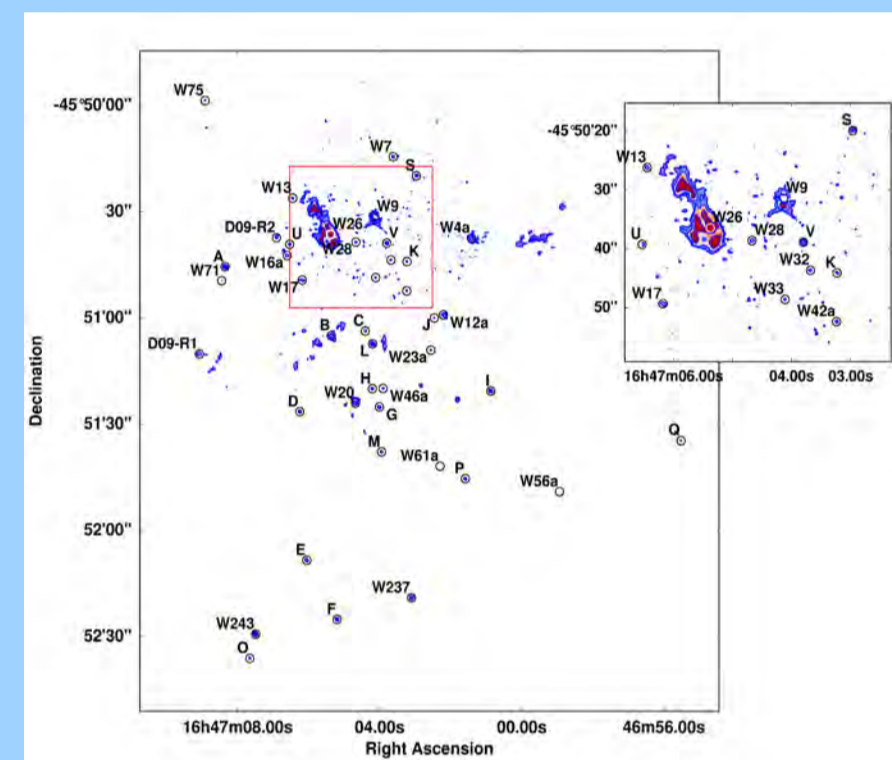 W75
-45°50'00"
W7
S
W13
30"
W9
D09-R2
U
W26
V
W4a
A
W28
K
W71
W16a
W17
51'00"
C
J
W12a
B
D09-R1
L
W23a
H
W46a
I
W20
D
G
51'30"
M
W61a
P
Q
W56a
52'00"
E
W237
F
W243
O
52'30"
16h47m08.00s
04.00s
00.00s
46m56.00s
Right Ascension
Declination
S
-45°50'20"
W13
30"
W9
W26
U
W28
V
40"
W32
K
W17
W33
W42a
50"
16h47m06.00s
04.00s
03.00s